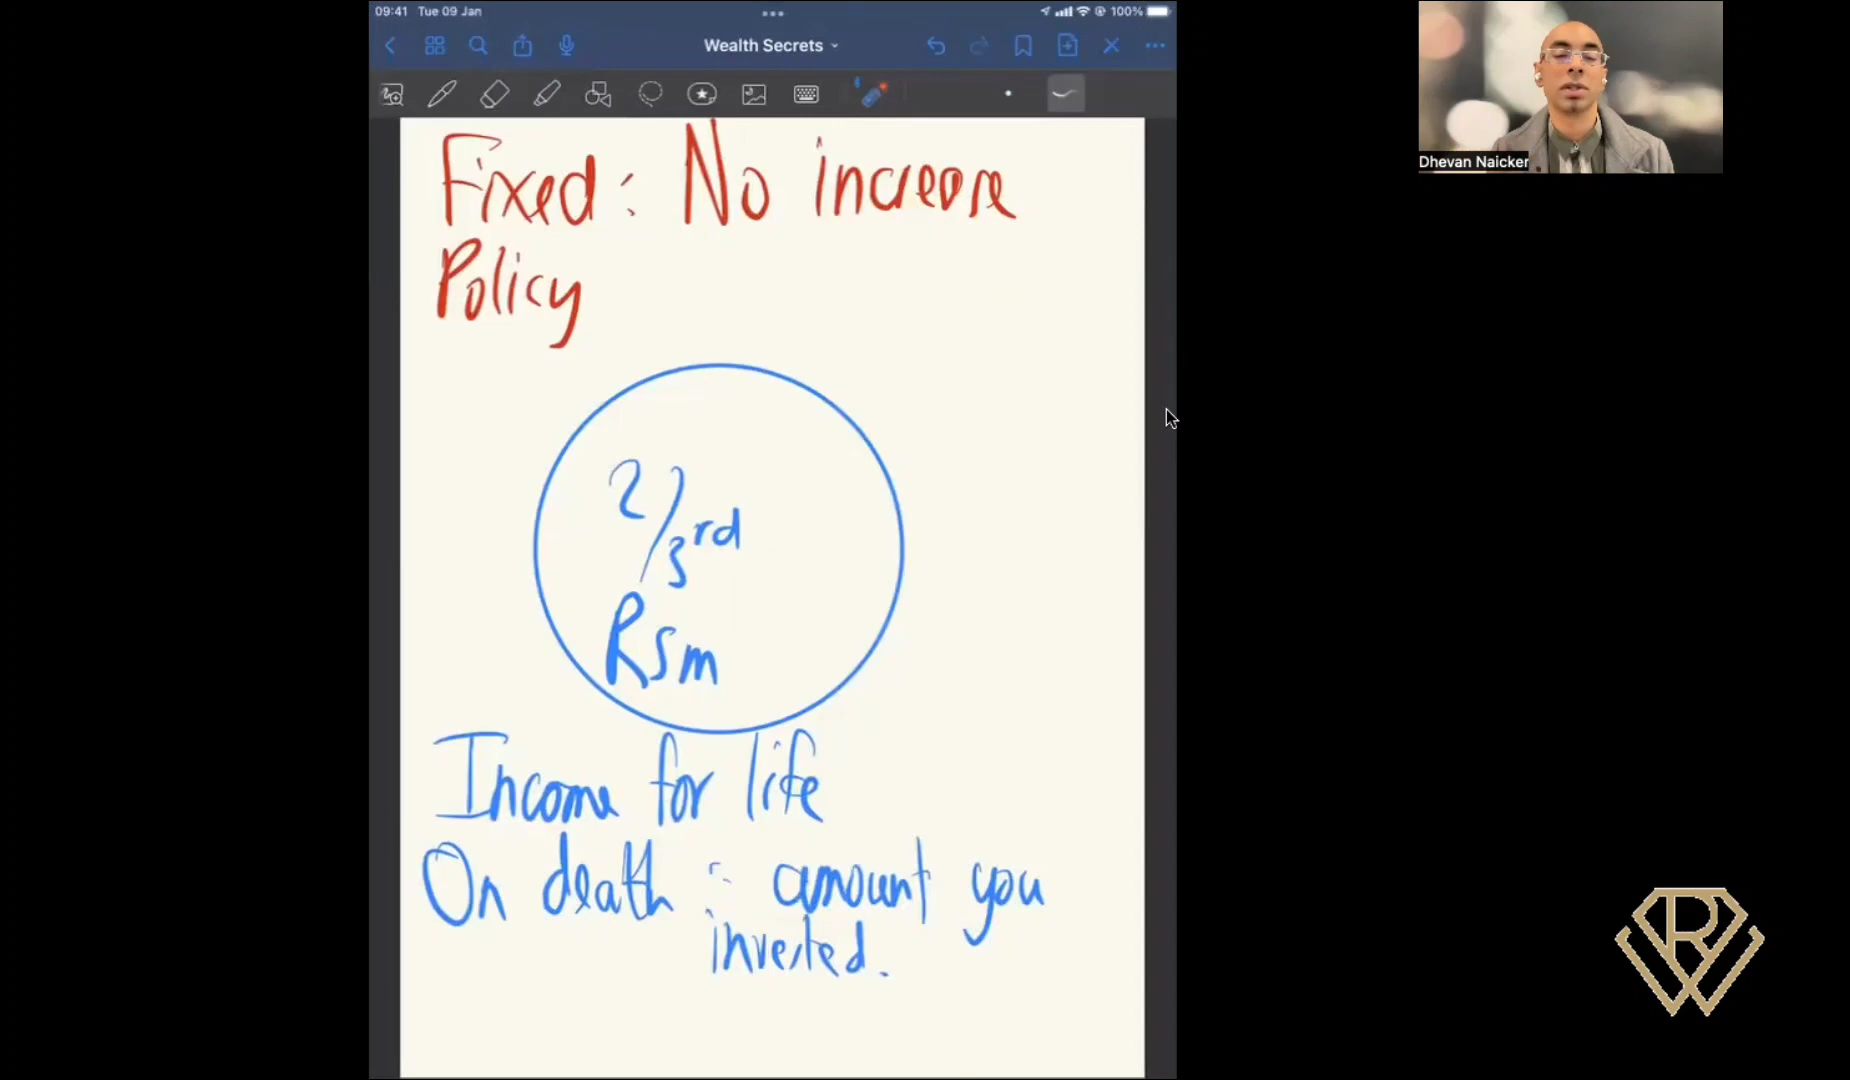 09:41 Tue 09 Jan
100%
Wealth Secrets
Fixed: No increase
Policy
2/3rd
R5m
Income for life
On death: amount you
invested.
Dhevan Naicker
RW